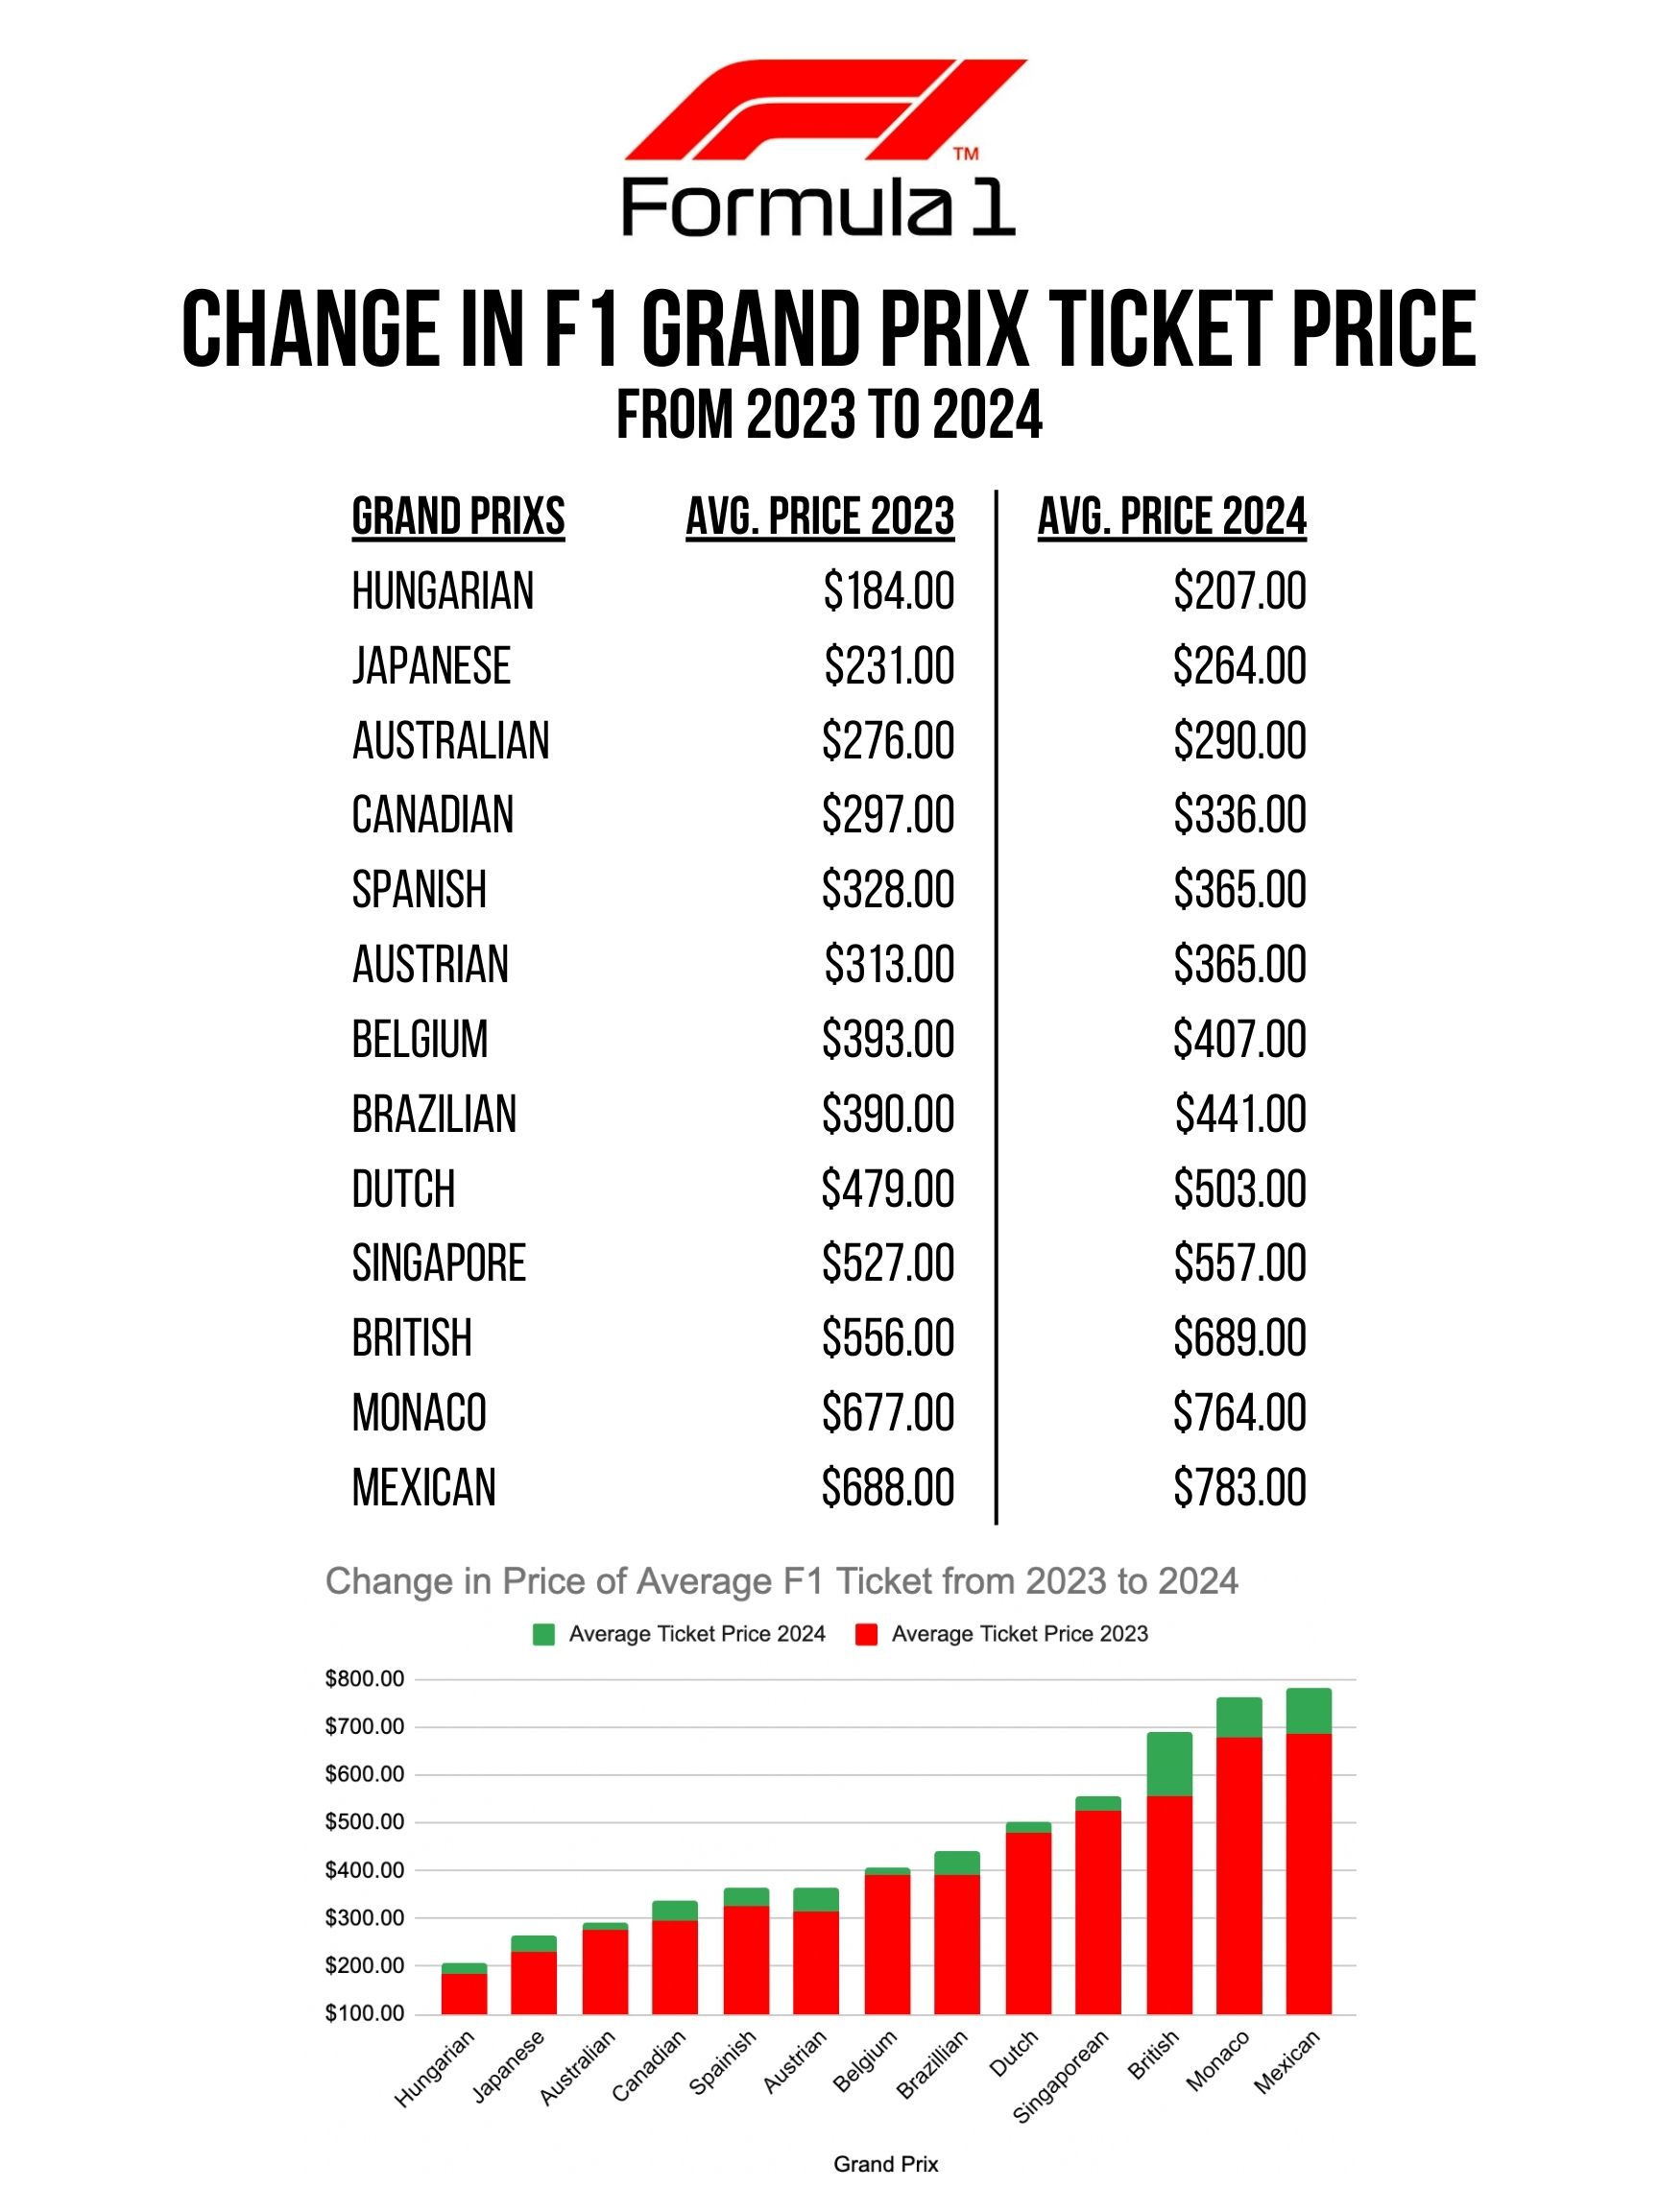 F1 TM
Formula 1
CHANGE IN F1 GRAND PRIX TICKET PRICE
FROM 2023 TO 2024
GRAND PRIXS AVG. PRICE 2023 AVG. PRICE 2024
HUNGARIAN $184.00 $207.00
JAPANESE $231.00 $264.00
AUSTRALIAN $276.00 $290.00
CANADIAN $297.00 $336.00
SPANISH $328.00 $365.00
AUSTRIAN $313.00 $365.00
BELGIUM $393.00 $407.00
BRAZILIAN $390.00 $441.00
DUTCH $479.00 $503.00
SINGAPORE $527.00 $557.00
BRITISH $556.00 $689.00
MONACO $677.00 $764.00
MEXICAN $688.00 $783.00
Change in Price of Average F1 Ticket from 2023 to 2024
Average Ticket Price 2024 Average Ticket Price 2023
$800.00
$700.00
$600.00
$500.00
$400.00
$300.00
$200.00
$100.00
Hungarian Japanese Australian Canadian Spainish Austrian Belgium Brazillian Dutch Singaporean British Monaco Mexican
Grand Prix